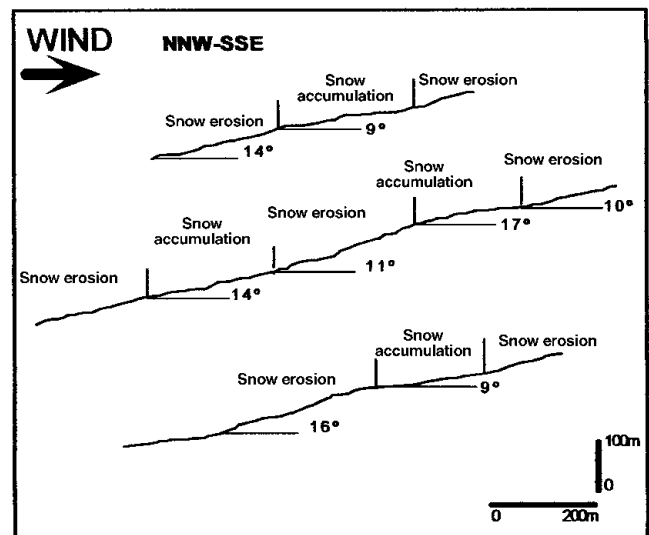 WIND NNW-SSE
Snow
accumulation
Snow erosion
Snow erosion
9°
14°
Snow erosion
Snow
accumulation
10°
Snow erosion
Snow
accumulation
17°
11°
Snow erosion
14°
Snow
accumulation
Snow erosion
Snow erosion
9°
16°
100m
0
0 200m